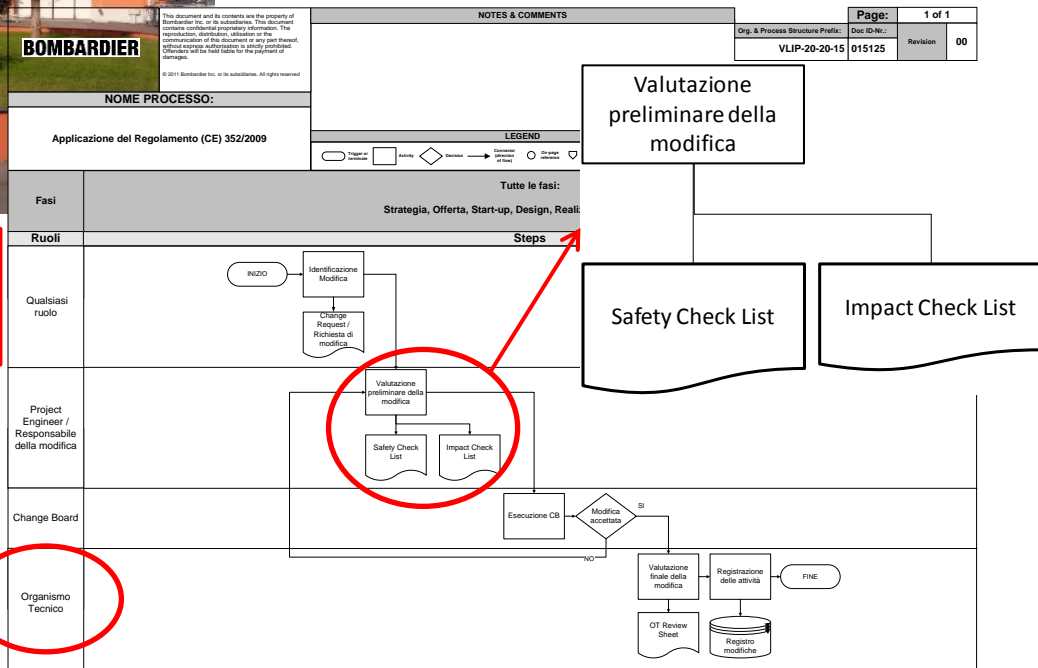 BOMBARDIER
This document and its contents are the property of
Bombardier Inc. or its subsidiaries. This document
contains confidential proprietary information. The
reproduction, distribution, utilisation or the
communication of this document or any part thereof,
without express authorisation is strictly prohibited.
Offenders will be held liable for the payment of
damages.
© 2011 Bombardier Inc. or its subsidiaries. All rights reserved
NOTES & COMMENTS
Page:
1 of 1
Org. & Process Structure Prefix:
Doc ID-Nr.:
Revision
00
VLIP-20-20-15
015125
NOME PROCESSO:
Applicazione del Regolamento (CE) 352/2009
LEGEND
Trigger or
terminate
Activity
Decision
Connector
(direction
of flow)
On-page
reference
Valutazione
preliminare della
modifica
Safety Check List
Impact Check List
Fasi
Tutte le fasi:
Strategia, Offerta, Start-up, Design, Reali
Ruoli
Steps
Qualsiasi
ruolo
INIZIO
Identificazione
Modifica
Change
Request /
Richiesta di
modifica
Project
Engineer /
Responsabile
della modifica
Valutazione
preliminare della
modifica
Safety Check
List
Impact Check
List
Change Board
Esecuzione CB
Modifica
accettata
SI
NO
Organismo
Tecnico
Valutazione
finale della
modifica
Registrazione
delle attività
FINE
OT Review
Sheet
Registro
modifiche